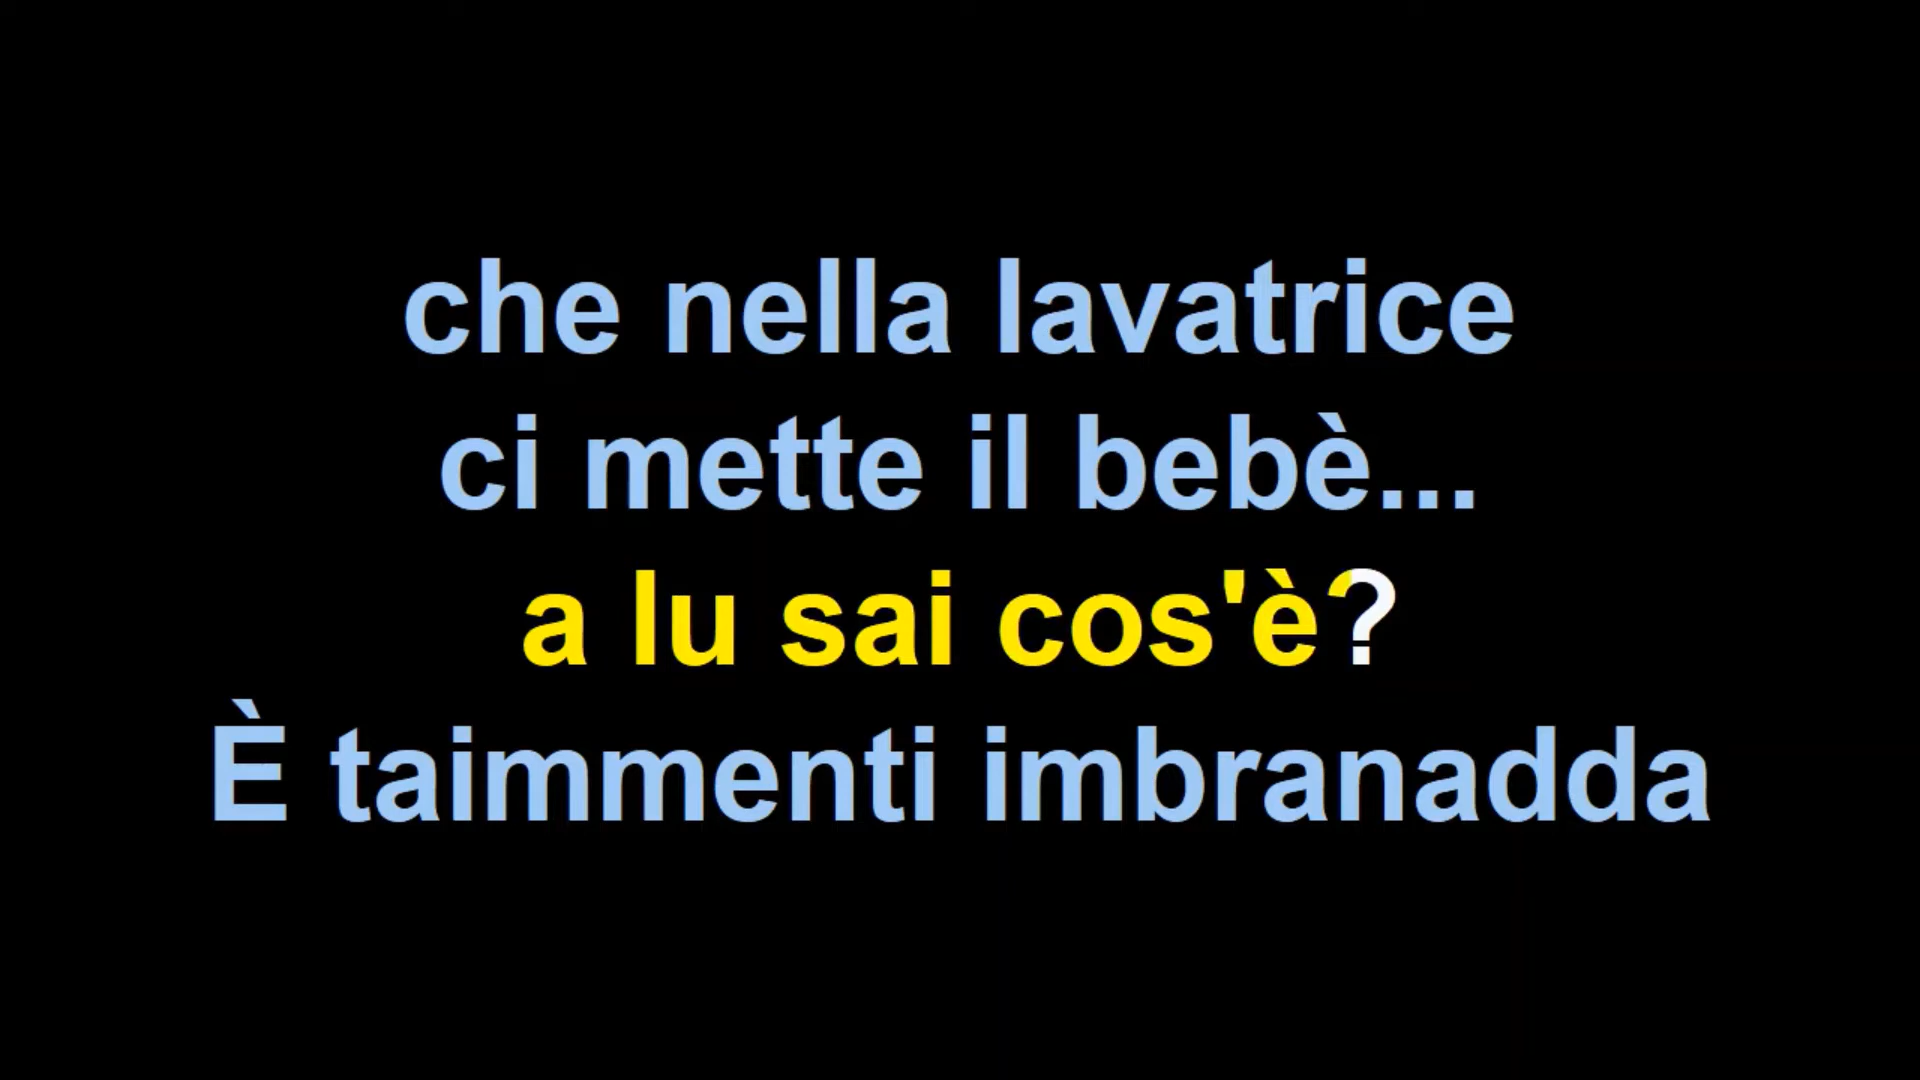 che nella lavatrice
ci mette il bebè...
a lu sai cos'è?
È taimmenti imbranadda